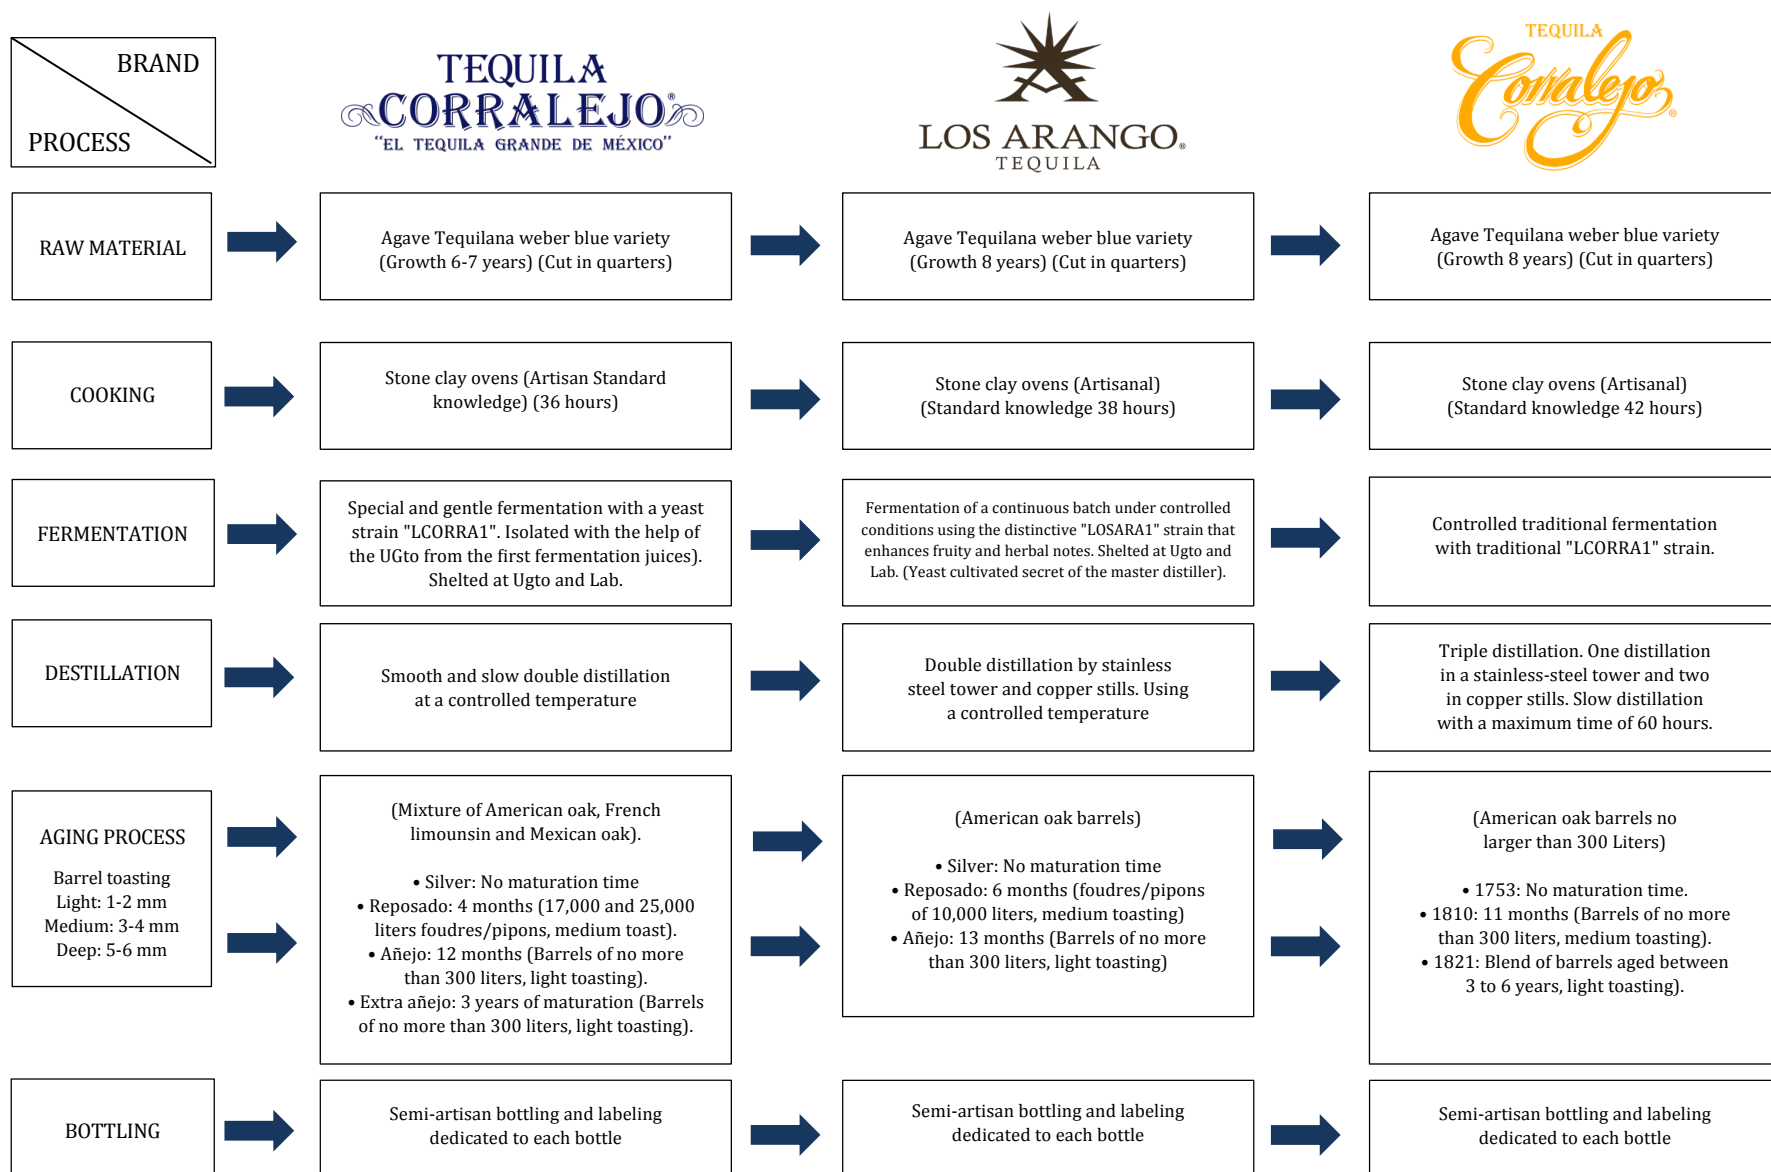 BRAND
PROCESS
TEQUILA
CORRALEJO®
"EL TEQUILA GRANDE DE MÉXICO"
LOS ARANGO®
TEQUILA
TEQUILA
Corralejo®
RAW MATERIAL
Agave Tequilana weber blue variety
(Growth 6-7 years) (Cut in quarters)
Agave Tequilana weber blue variety
(Growth 8 years) (Cut in quarters)
Agave Tequilana weber blue variety
(Growth 8 years) (Cut in quarters)
COOKING
Stone clay ovens (Artisan Standard
knowledge) (36 hours)
Stone clay ovens (Artisanal)
(Standard knowledge 38 hours)
Stone clay ovens (Artisanal)
(Standard knowledge 42 hours)
FERMENTATION
Special and gentle fermentation with a yeast
strain "LCORRA1". Isolated with the help of
the UGto from the first fermentation juices).
Shelted at Ugto and Lab.
Fermentation of a continuous batch under controlled
conditions using the distinctive "LOSARA1" strain that
enhances fruity and herbal notes. Shelted at Ugto and
Lab. (Yeast cultivated secret of the master distiller).
Controlled traditional fermentation
with traditional "LCORRA1" strain.
DESTILLATION
Smooth and slow double distillation
at a controlled temperature
Double distillation by stainless
steel tower and copper stills. Using
a controlled temperature
Triple distillation. One distillation
in a stainless-steel tower and two
in copper stills. Slow distillation
with a maximum time of 60 hours.
AGING PROCESS
Barrel toasting
Light: 1-2 mm
Medium: 3-4 mm
Deep: 5-6 mm
(Mixture of American oak, French
limounsin and Mexican oak).
• Silver: No maturation time
• Reposado: 4 months (17,000 and 25,000
liters foudres/pipons, medium toast).
• Añejo: 12 months (Barrels of no more
than 300 liters, light toasting).
• Extra añejo: 3 years of maturation (Barrels
of no more than 300 liters, light toasting).
(American oak barrels)
• Silver: No maturation time
• Reposado: 6 months (foudres/pipons
of 10,000 liters, medium toasting)
• Añejo: 13 months (Barrels of no more
than 300 liters, light toasting)
(American oak barrels no
larger than 300 Liters)
• 1753: No maturation time.
• 1810: 11 months (Barrels of no more
than 300 liters, medium toasting).
• 1821: Blend of barrels aged between
3 to 6 years, light toasting).
BOTTLING
Semi-artisan bottling and labeling
dedicated to each bottle
Semi-artisan bottling and labeling
dedicated to each bottle
Semi-artisan bottling and labeling
dedicated to each bottle